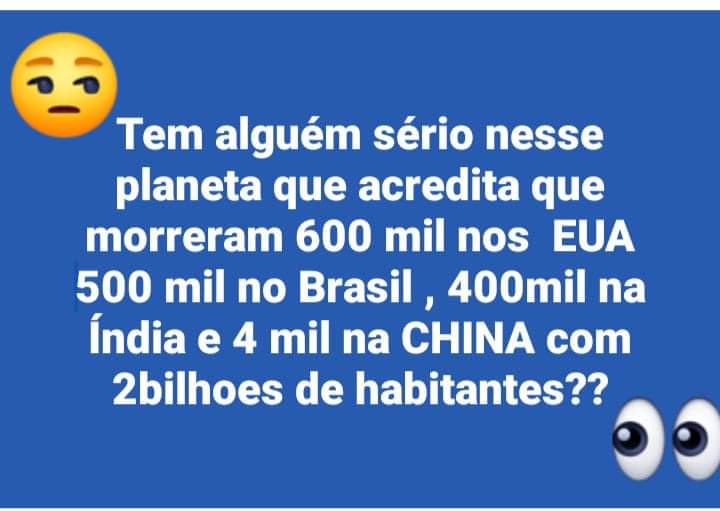 Tem alguém sério nesse
planeta que acredita que
morreram 600 mil nos  EUA
500 mil no Brasil , 400mil na
Índia e 4 mil na CHINA com
2bilhoes de habitantes??